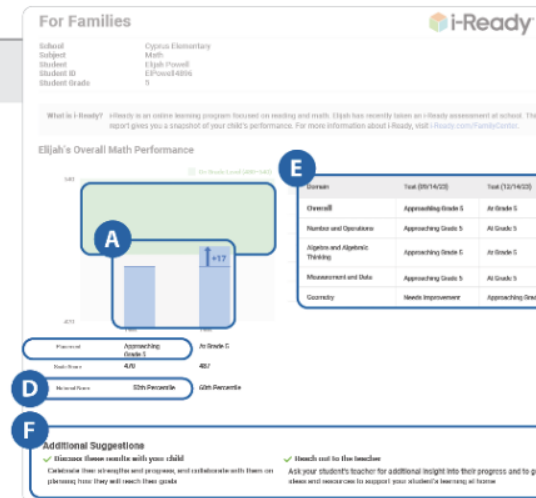 For Families
i-Ready
School Cyprus Elementary
Subject Math
Student Elijah Powell
Student ID
Student Grade 5
What is i-Ready? i-Ready is an online learning program focused on reading and math. Elijah has recently taken an i-Ready assessment at school. This
report gives you a snapshot of your child's performance. For more information about i-Ready, visit i-Ready.com/FamilyCenter.
Elijah's Overall Math Performance
E
Domain Test (09/14/23) Test (12/14/23)
Overall Approaching Grade 5 At Grade 5
Number and Operations Approaching Grade 5 At Grade 5
Algebra and Algebraic Thinking Approaching Grade 5 At Grade 5
Measurement and Data Approaching Grade 5 At Grade 5
Geometry Needs Improvement Approaching
A
+17
Placement Approaching Grade 5 At Grade 5
Scale Score 470 487
D
National Norm Percentile Percentile
F
Additional Suggestions
✓ Discuss these results with your child
Celebrate their strengths and progress, and collaborate with them on
planning how they will reach their goals
✓ Reach out to the teacher
Ask your student's teacher for additional insight into their progress and to
ideas and resources to support your student's learning at home